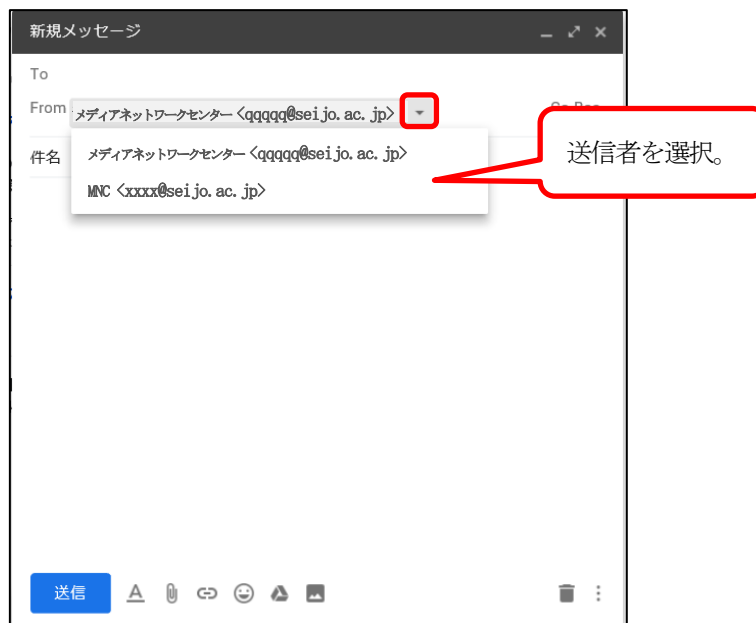 新規メッセージ
To
From メディアネットワークセンター <qqqqq@seijo.ac.jp>
件名
メディアネットワークセンター <qqqqq@seijo.ac.jp>
MNC <xxxx@seijo.ac.jp>
送信者を選択。
送信